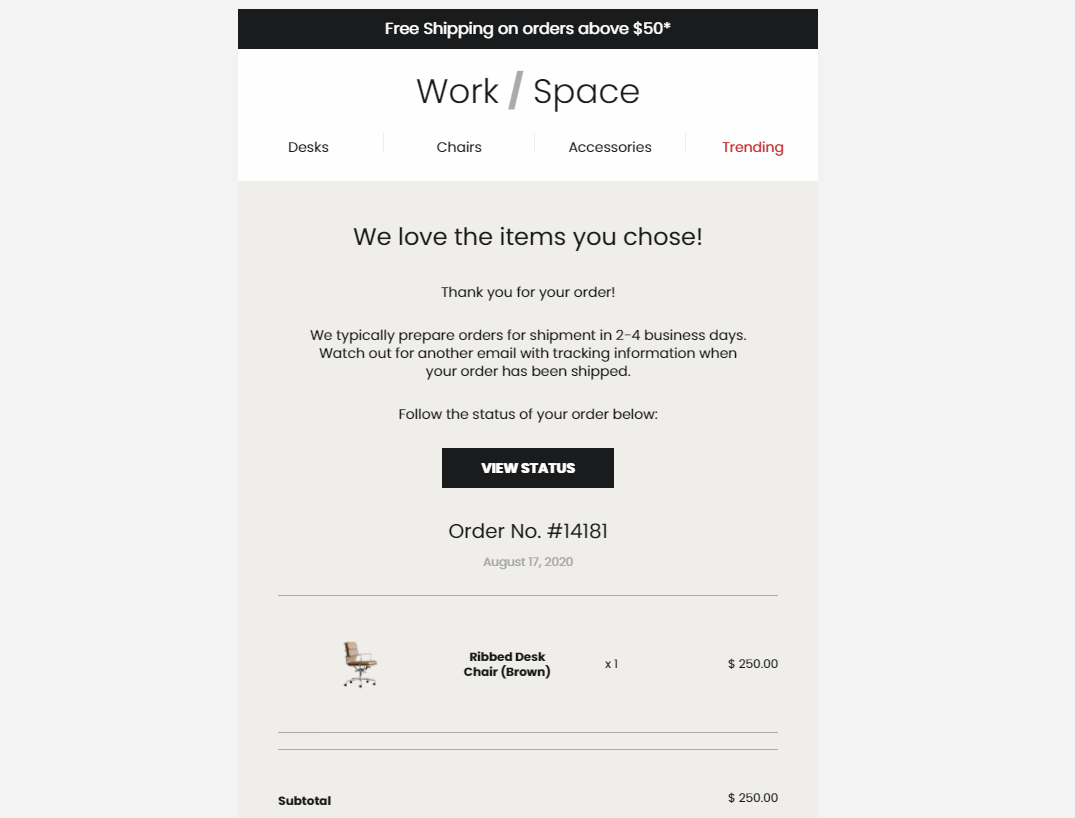 Free Shipping on orders above $50*
Work / Space
Desks
Chairs
Accessories
Trending
We love the items you chose!
Thank you for your order!
We typically prepare orders for shipment in 2-4 business days.
Watch out for another email with tracking information when
your order has been shipped.
Follow the status of your order below:
VIEW STATUS
Order No. #14181
August 17, 2020
Ribbed Desk
Chair (Brown)
x 1
$ 250.00
Subtotal
$ 250.00